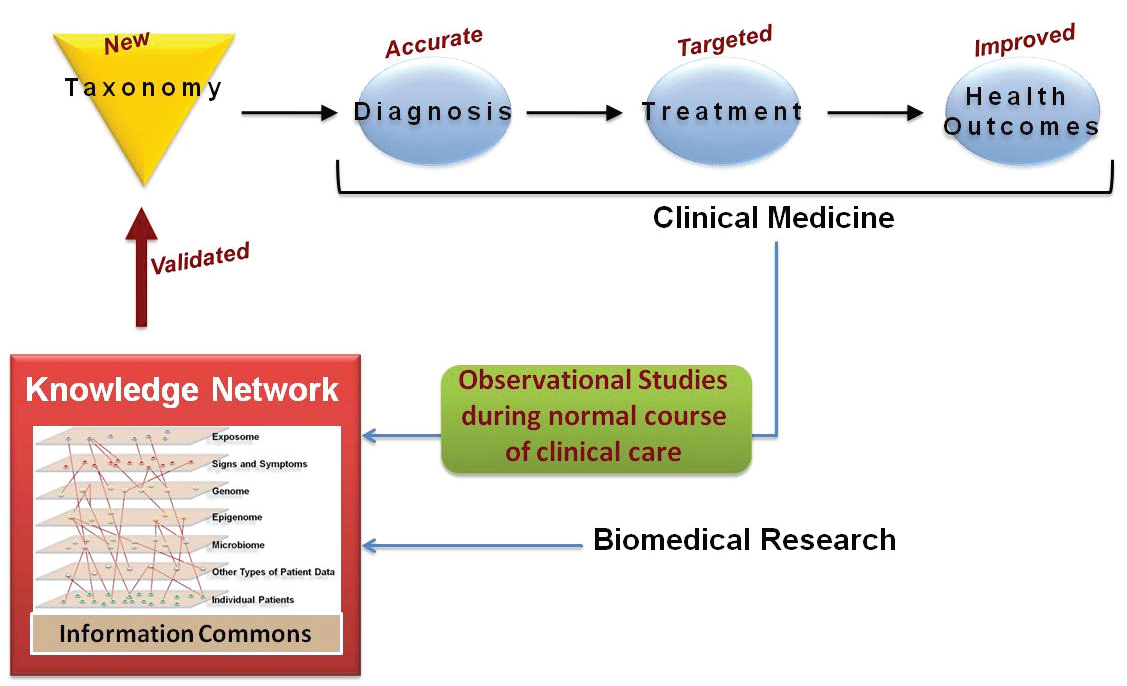 New
Taxonomy
Accurate
Diagnosis
Targeted
Treatment
Improved
Health
Outcomes
Clinical Medicine
Validated
Knowledge Network
Exposome
Signs and Symptoms
Genome
Epigenome
Microbiome
Other Types of Patient Data
Individual Patients
Information Commons
Observational Studies
during normal course
of clinical care
Biomedical Research